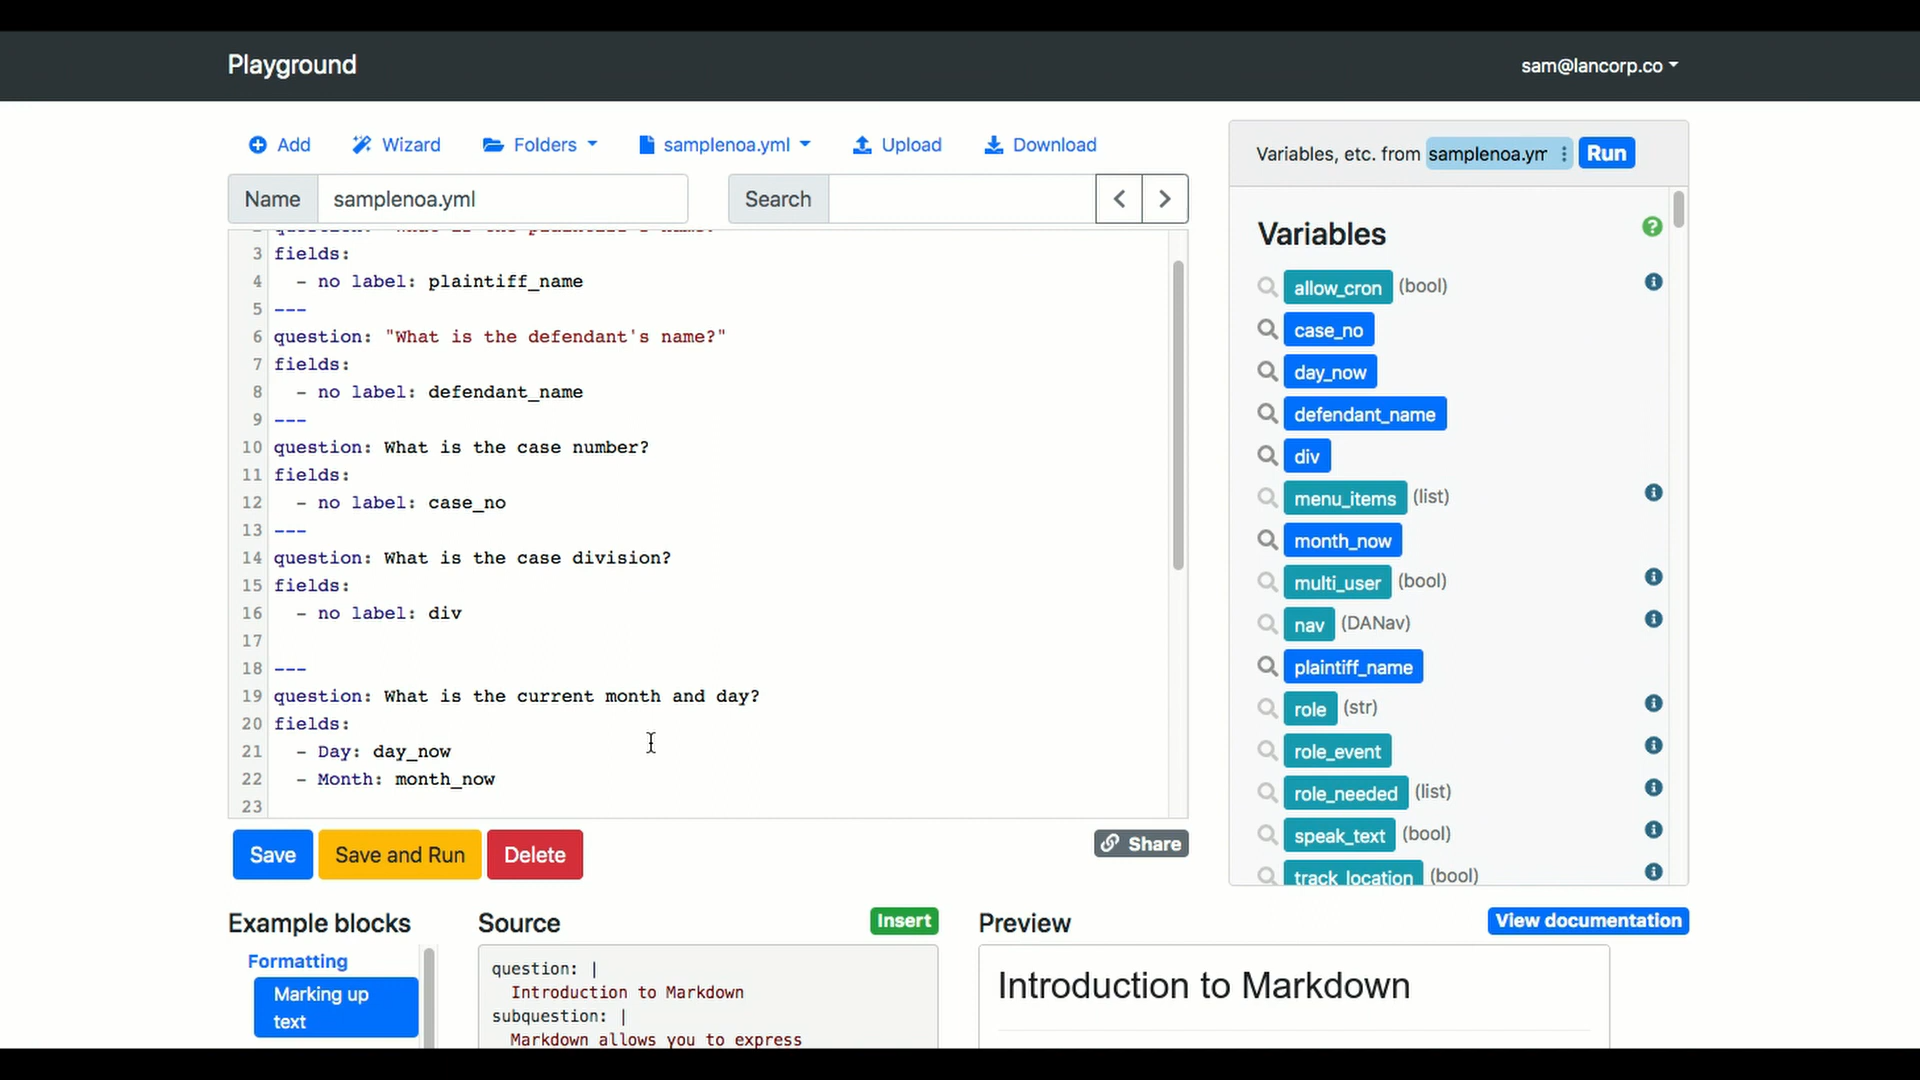 Playground
sam@lancorp.co
Add
Wizard
Folders
samplenoa.yml
Upload
Download
Name
samplenoa.yml
Search
3 fields:
4 - no label: plaintiff_name
5 ---
6 question: "What is the defendant's name?"
7 fields:
8 - no label: defendant_name
9 ---
10 question: What is the case number?
11 fields:
12 - no label: case_no
13 ---
14 question: What is the case division?
15 fields:
16 - no label: div
17
18 ---
19 question: What is the current month and day?
20 fields:
21 - Day: day_now
22 - Month: month_now
23
Save
Save and Run
Delete
Share
Variables, etc. from samplenoa.ym
Run
Variables
allow_cron (bool)
case_no
day_now
defendant_name
div
menu_items (list)
month_now
multi_user (bool)
nav (DANav)
plaintiff_name
role (str)
role_event
role_needed (list)
speak_text (bool)
track_location (bool)
Example blocks
Formatting
Marking up
text
Source
Insert
question: |
Introduction to Markdown
subquestion: |
Markdown allows you to express
Preview
View documentation
Introduction to Markdown